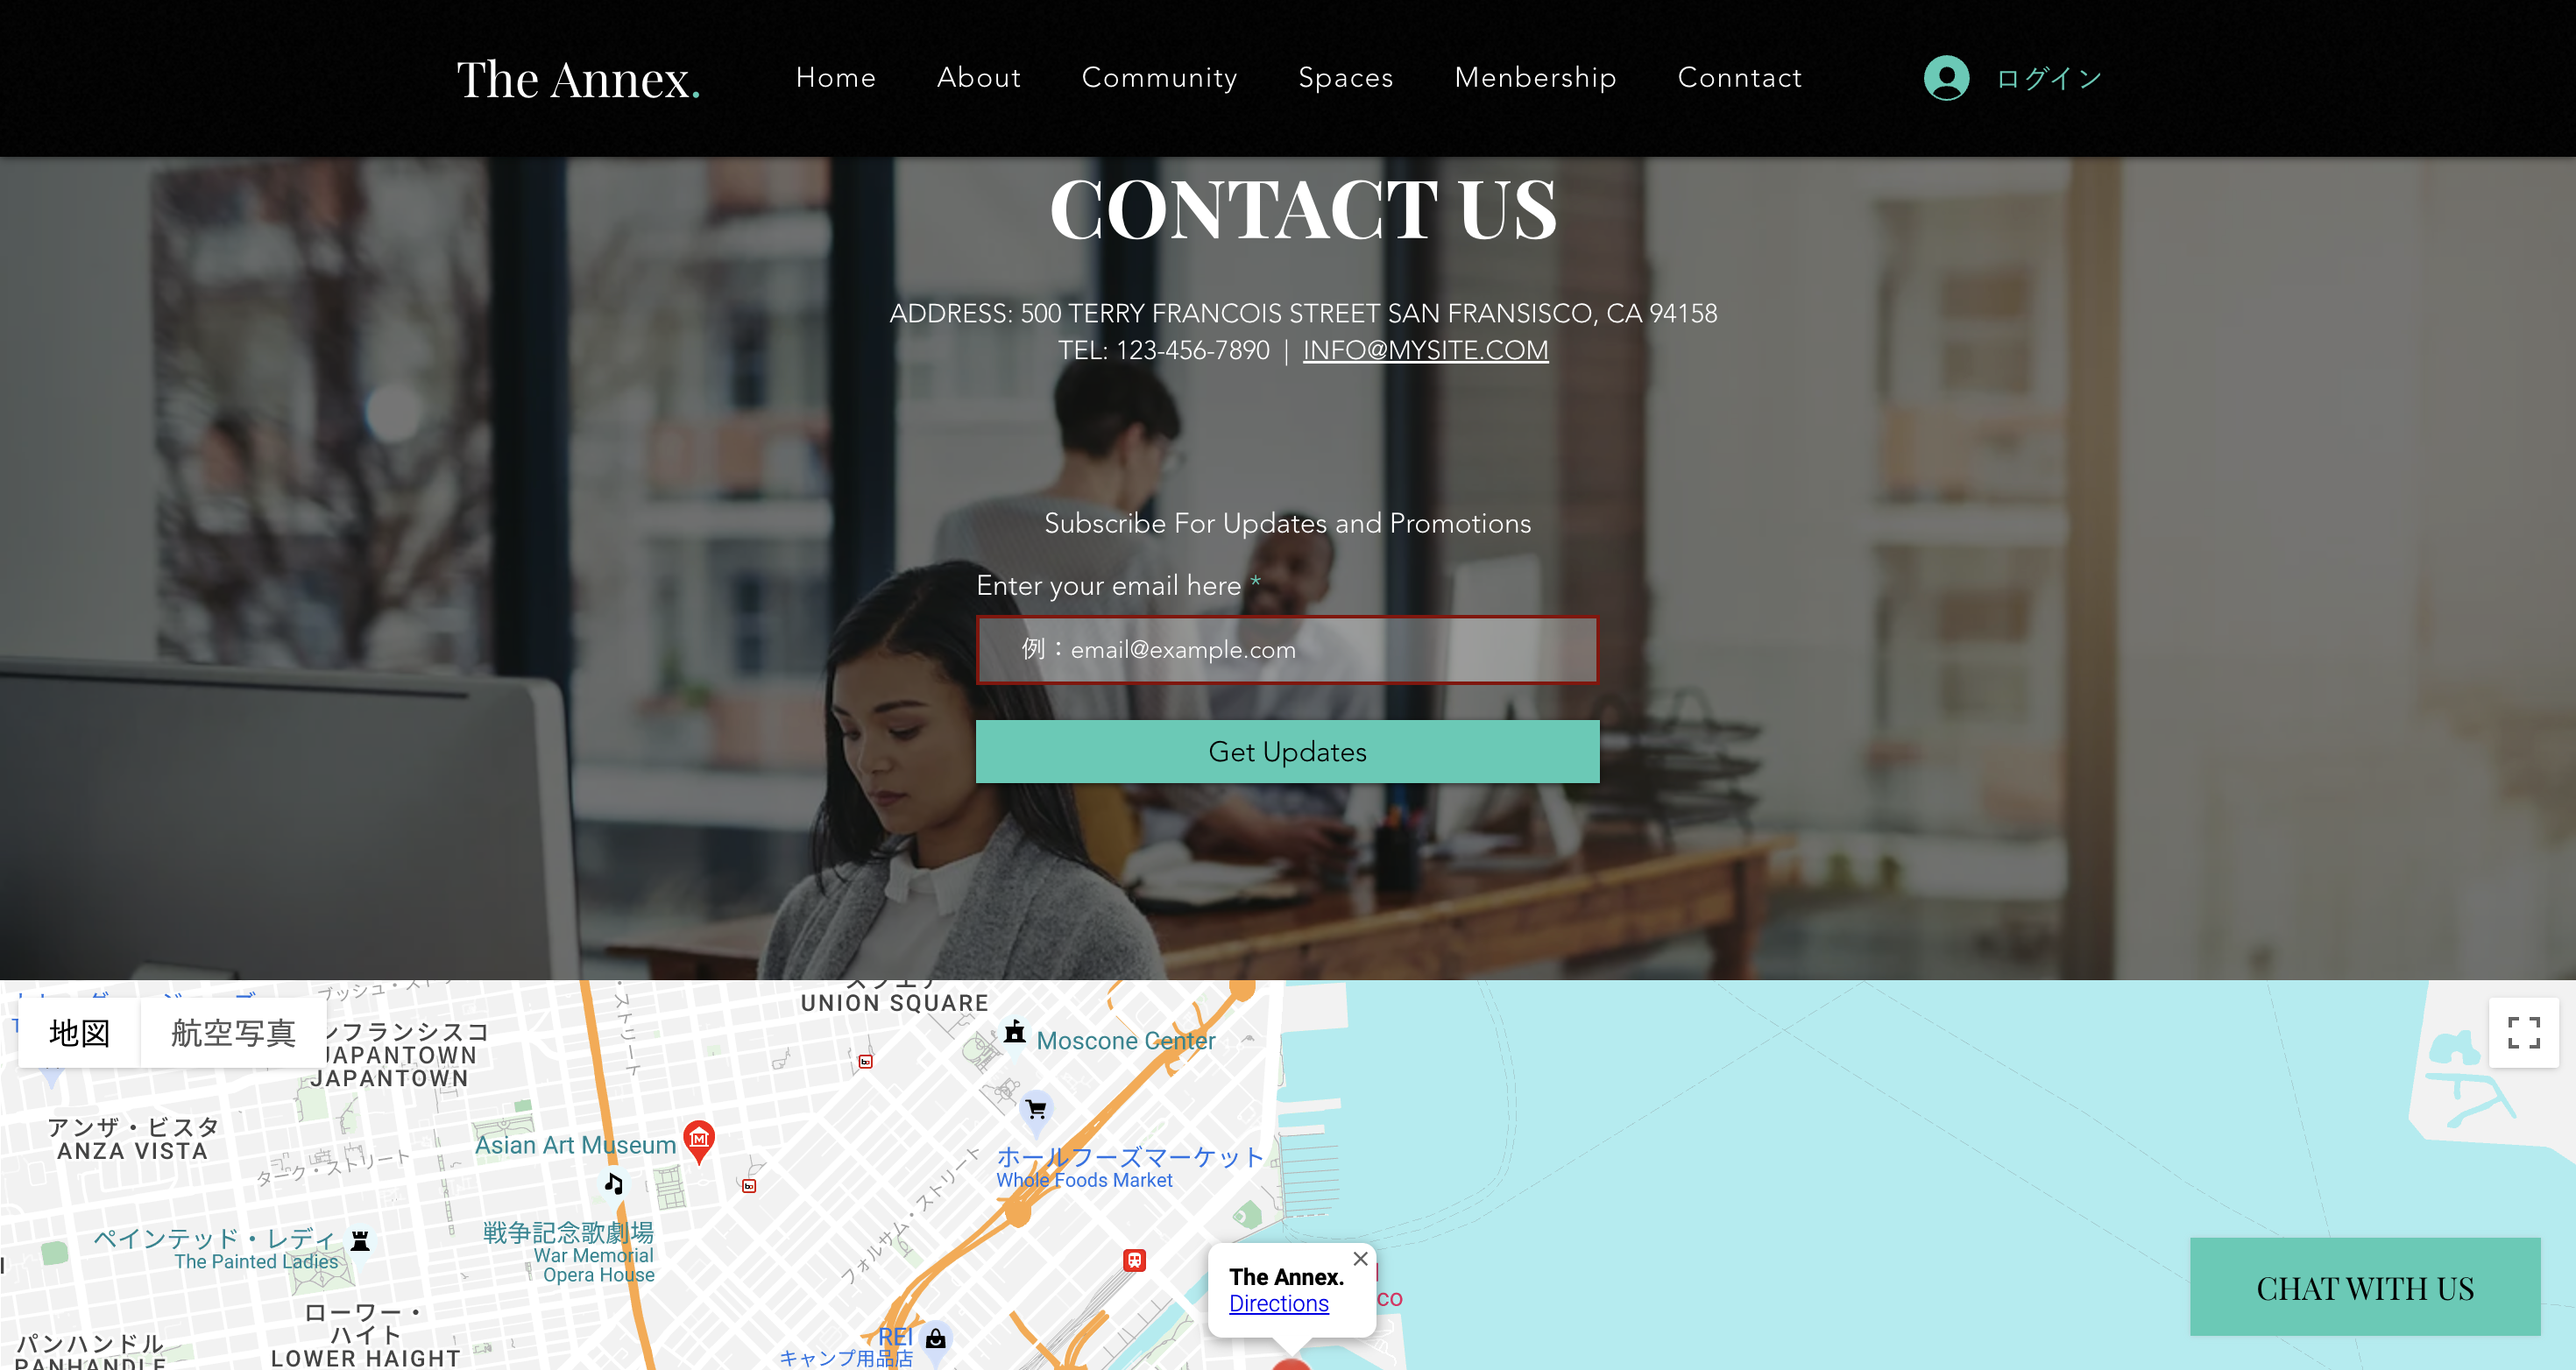 The Annex.
Home
About
Community
Spaces
Menbership
Conntact
ログイン
CONTACT US
ADDRESS: 500 TERRY FRANCOIS STREET SAN FRANSISCO, CA 94158
TEL: 123-456-7890 | INFO@MYSITE.COM
Subscribe For Updates and Promotions
Enter your email here *
例：email@example.com
Get Updates
地図
航空写真
ンフランシスコ
JAPANTOWN
JAPANTOWN
UNION SQUARE
Moscone Center
アンザ・ビスタ
ANZA VISTA
ターク・ストリート
Asian Art Museum
ホールフーズマーケット
Whole Foods Market
フォルサム・ストリート
ペインテッド・レディ
The Painted Ladies
戦争記念歌劇場
War Memorial
Opera House
The Annex.
Directions
co
CHAT WITH US
ローワー・
ハイト
LOWER HAIGHT
パンハンドル
PANHANDLE
REI
キャンプ用品店